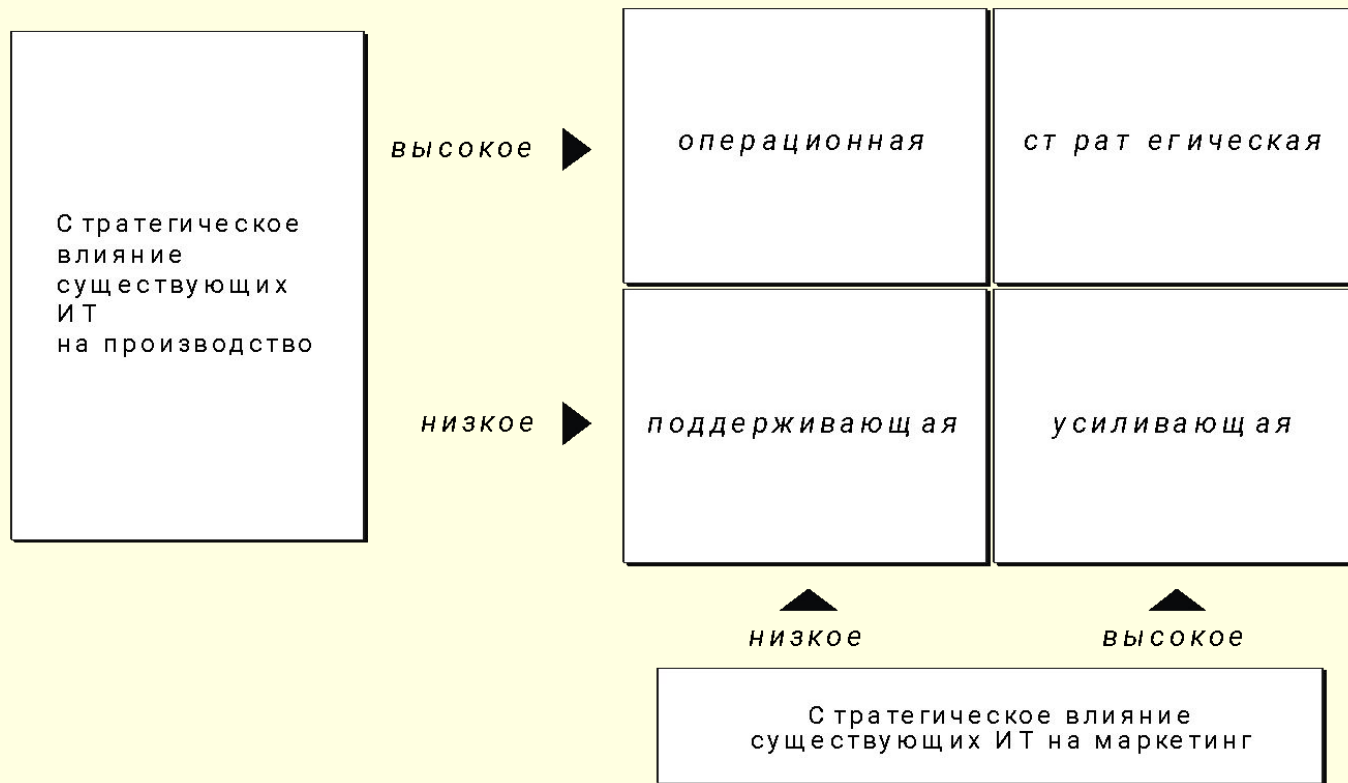 операционная
стратегическая
высокое
Стратегическое
влияние
существующих
ИТ
на производство
низкое
поддерживающая
усиливающая
низкое
высокое
Стратегическое влияние
существующих ИТ на маркетинг